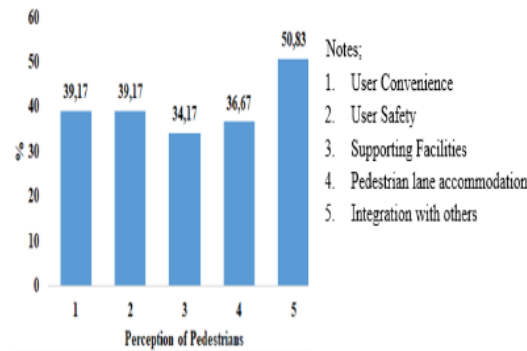 60
50
40
30
20
10
0
%
39,17
39,17
34,17
36,67
50,83
1
2
3
4
5
Perception of Pedestrians
Notes;
1. User Convenience
2. User Safety
3. Supporting Facilities
4. Pedestrian lane accommodation
5. Integration with others